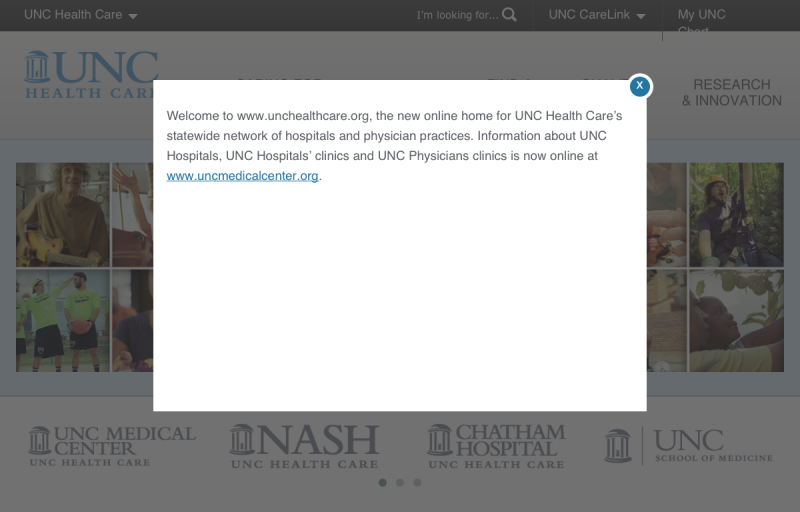 UNC Health Care
I'm looking for...
UNC CareLink
My UNC
Chart
UNC
HEALTH CARE
RESEARCH
& INNOVATION
X
Welcome to www.unchealthcare.org, the new online home for UNC Health Care's
statewide network of hospitals and physician practices. Information about UNC
Hospitals, UNC Hospitals' clinics and UNC Physicians clinics is now online at
www.uncmedicalcenter.org.
UNC MEDICAL
CENTER
UNC HEALTH CARE
NASH
UNC HEALTH CARE
CHATHAM
HOSPITAL
UNC HEALTH CARE
UNC
SCHOOL OF MEDICINE